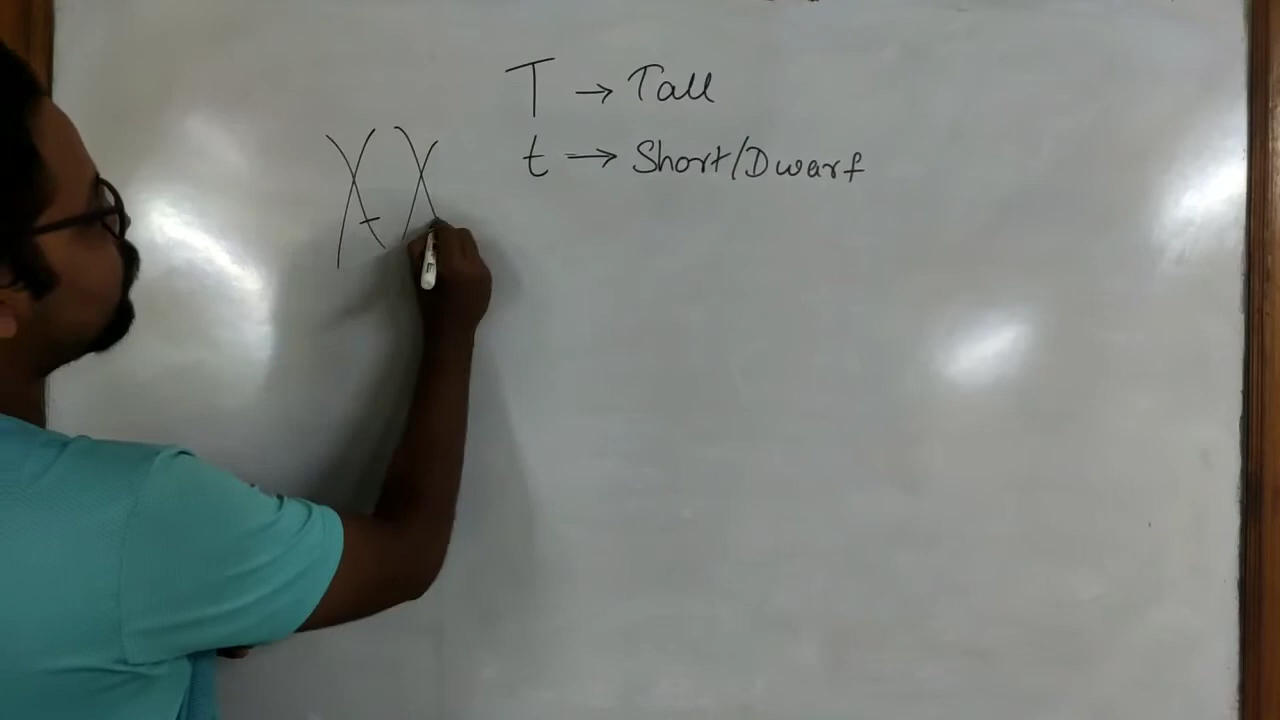 T → Tall
t → Short/Dwarf